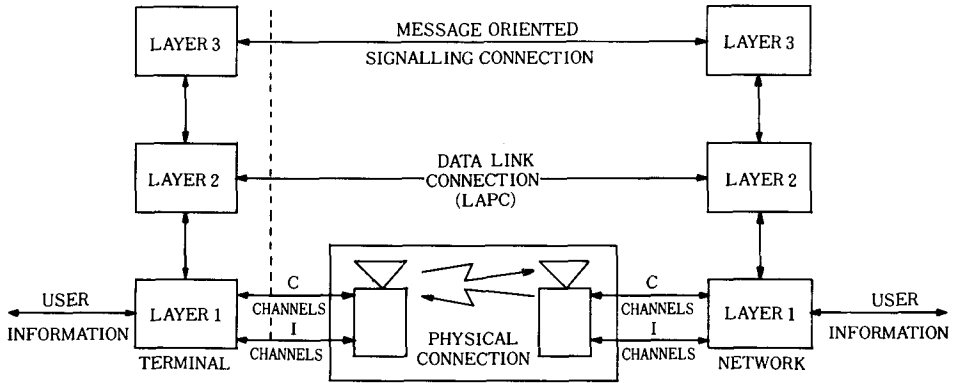 LAYER 3
MESSAGE ORIENTED
SIGNALLING CONNECTION
LAYER 3
LAYER 2
DATA LINK
CONNECTION
(LAPC)
LAYER 2
USER
INFORMATION
LAYER 1
TERMINAL
C
CHANNELS
I
CHANNELS
PHYSICAL
CONNECTION
C
CHANNELS
I
CHANNELS
LAYER 1
NETWORK
USER
INFORMATION